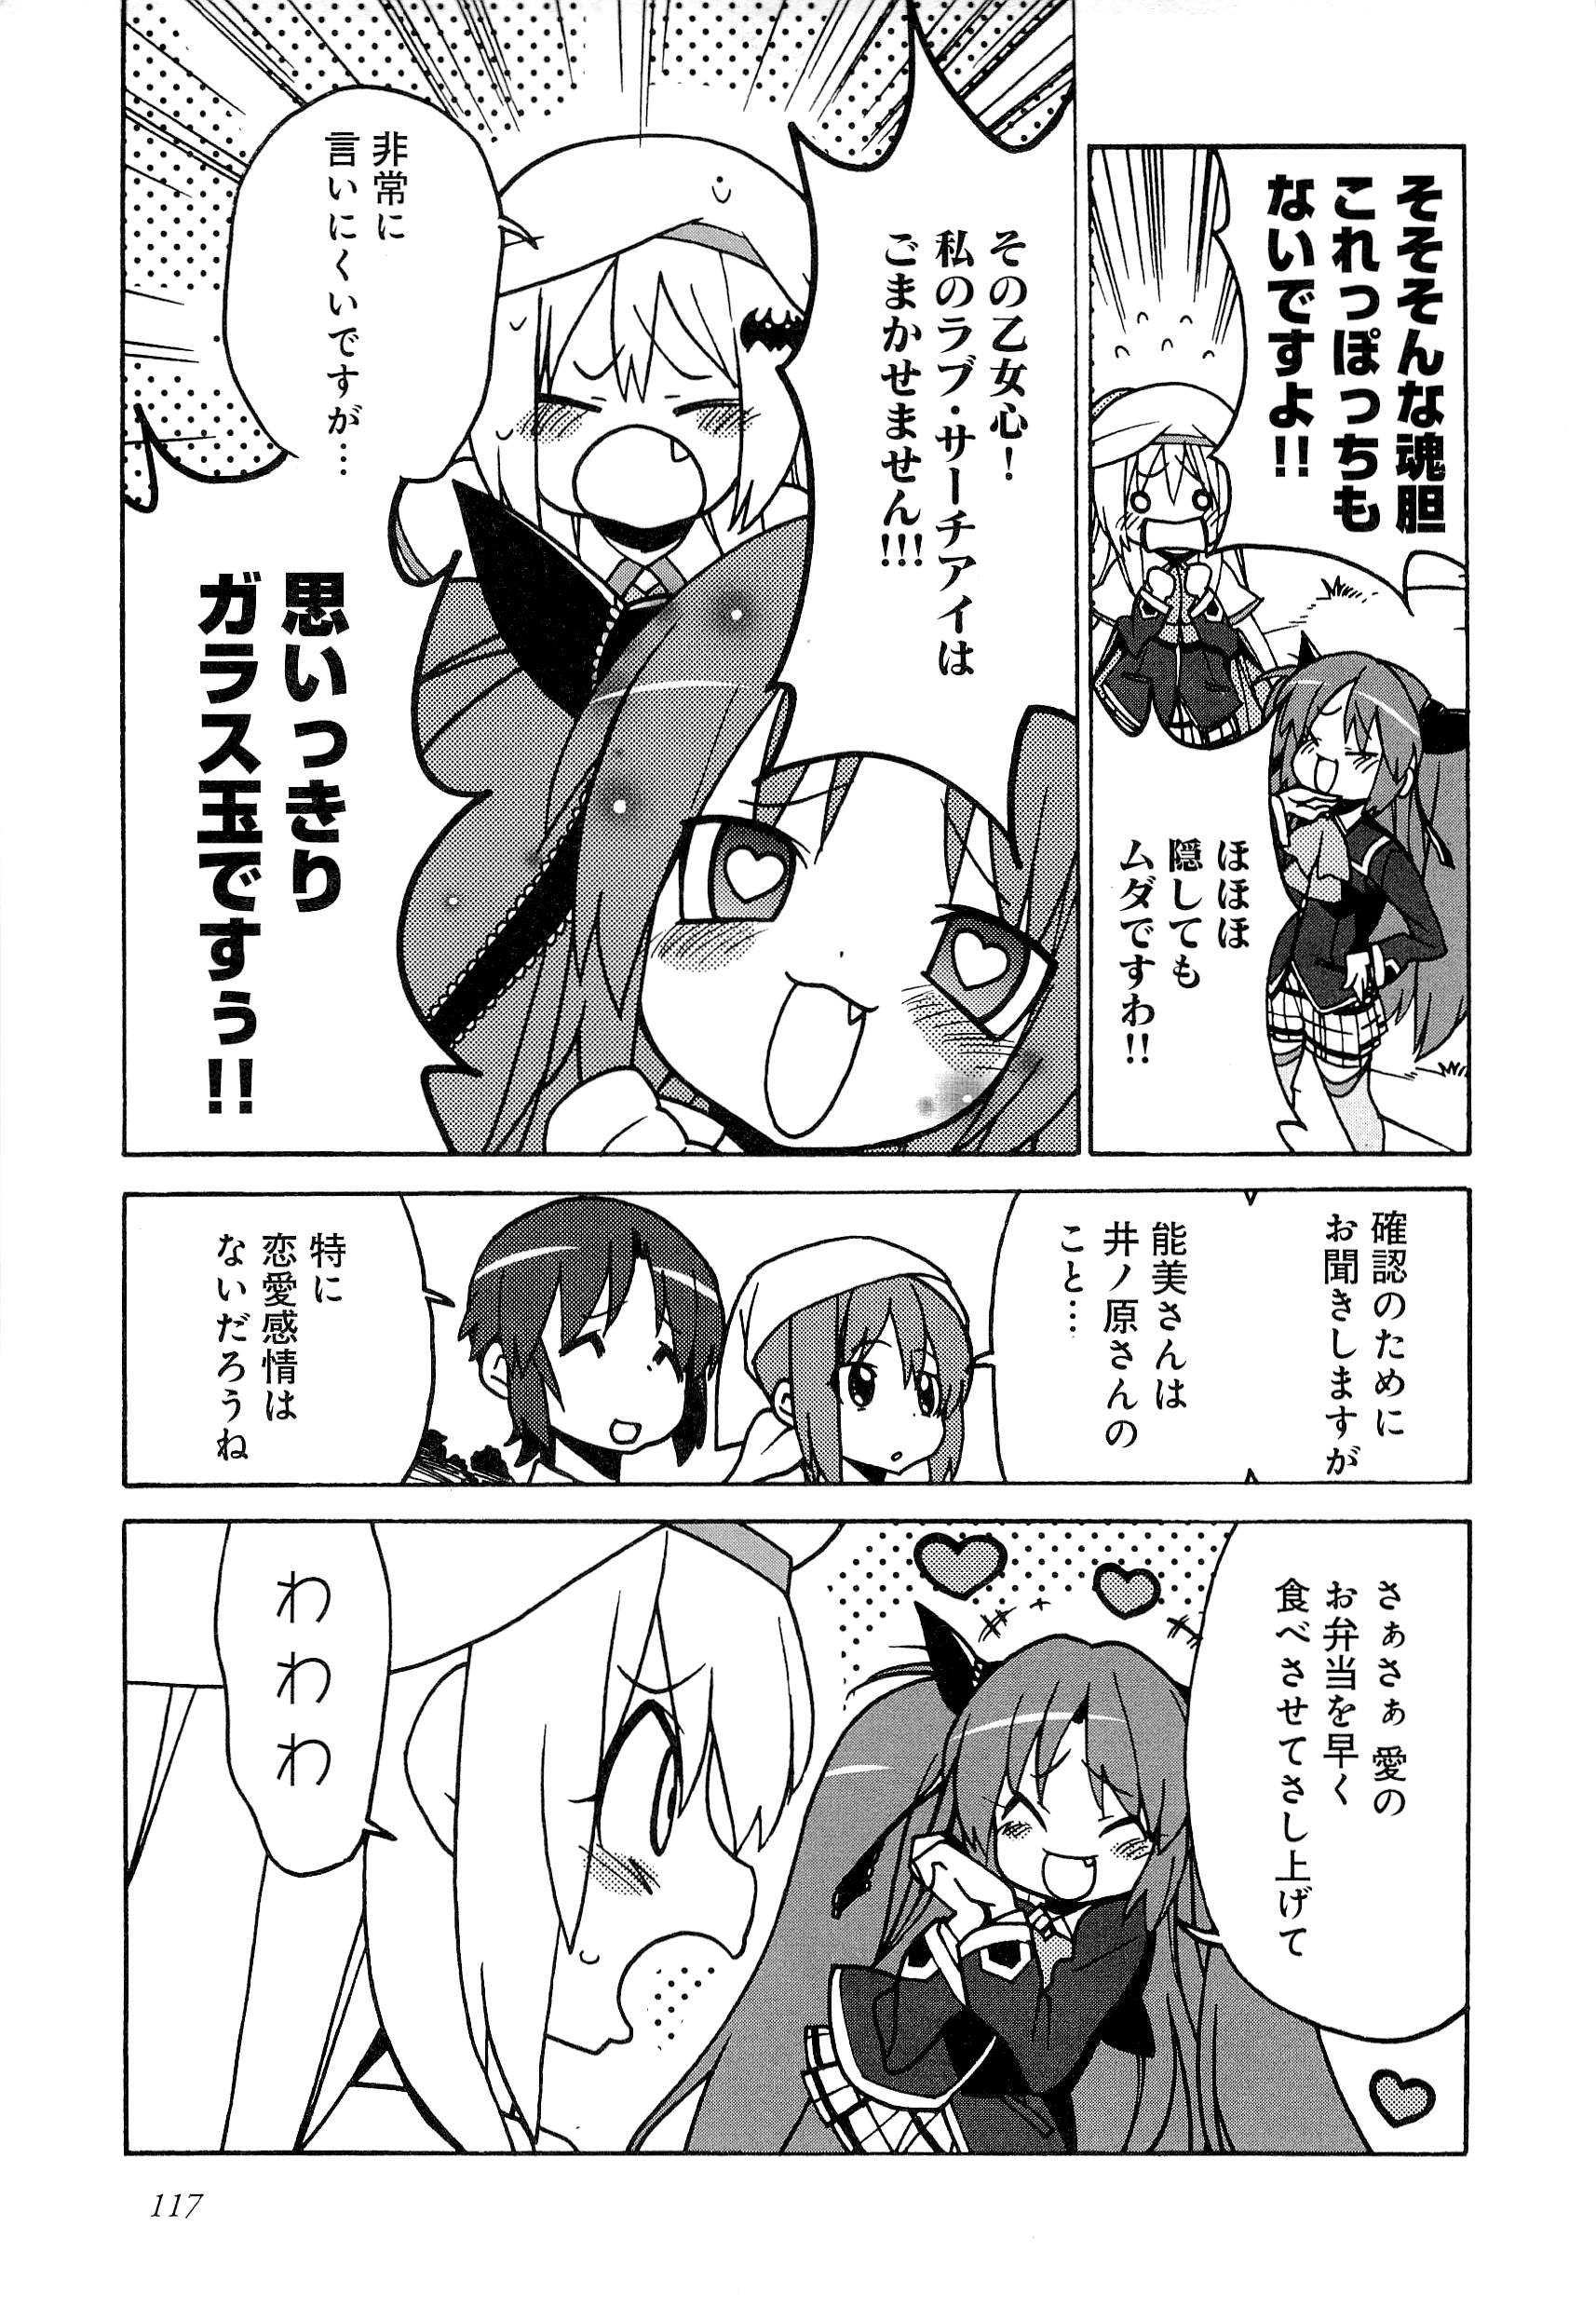 そそそんな魂胆
これっぽっちも
ないですよ!!
ほほほ
隠しても
ムダですわ!!
その乙女心!
私のラブ・サーチアイは
ごまかせません!!!
非常に
言いにくいですが…
思いっきり
ガラス玉ですぅ!!
確認のために
お聞きしますが
能美さんは
井ノ原さんの
こと…
特に
恋愛感情は
ないだろうね
さぁさぁ 愛の
お弁当を早く
食べさせてさし上げて
わわわ
117